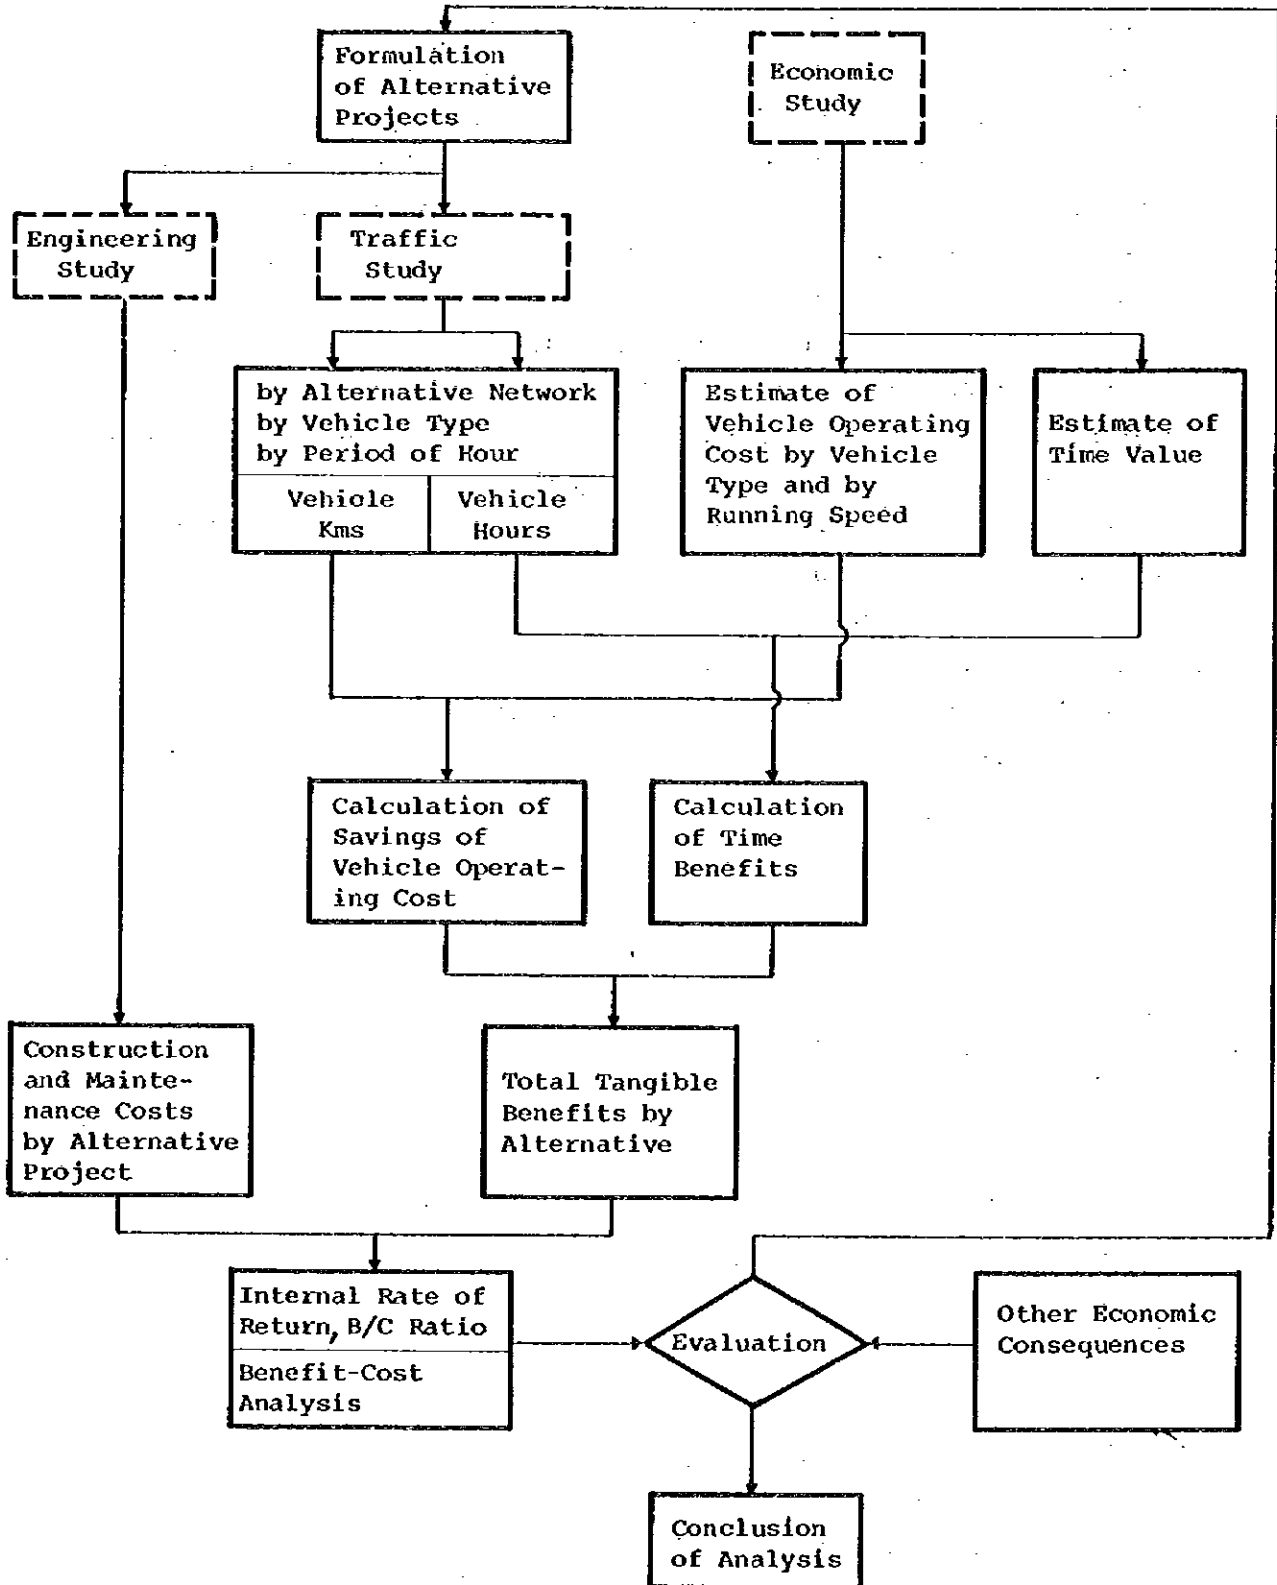 Formulation
of Alternative
Projects
Economic
Study
Engineering
Study
Traffic
Study
by Alternative Network
by Vehicle Type
by Period of Hour
Vehicle
Kms
Vehicle
Hours
Estimate of
Vehicle Operating
Cost by Vehicle
Type and by
Running Speed
Estimate of
Time Value
Calculation of
Savings of
Vehicle Operat-
ing Cost
Calculation
of Time
Benefits
Construction
and Mainte-
nance Costs
by Alternative
Project
Total Tangible
Benefits by
Alternative
Internal Rate of
Return, B/C Ratio
Benefit-Cost
Analysis
Evaluation
Other Economic
Consequences
Conclusion
of Analysis